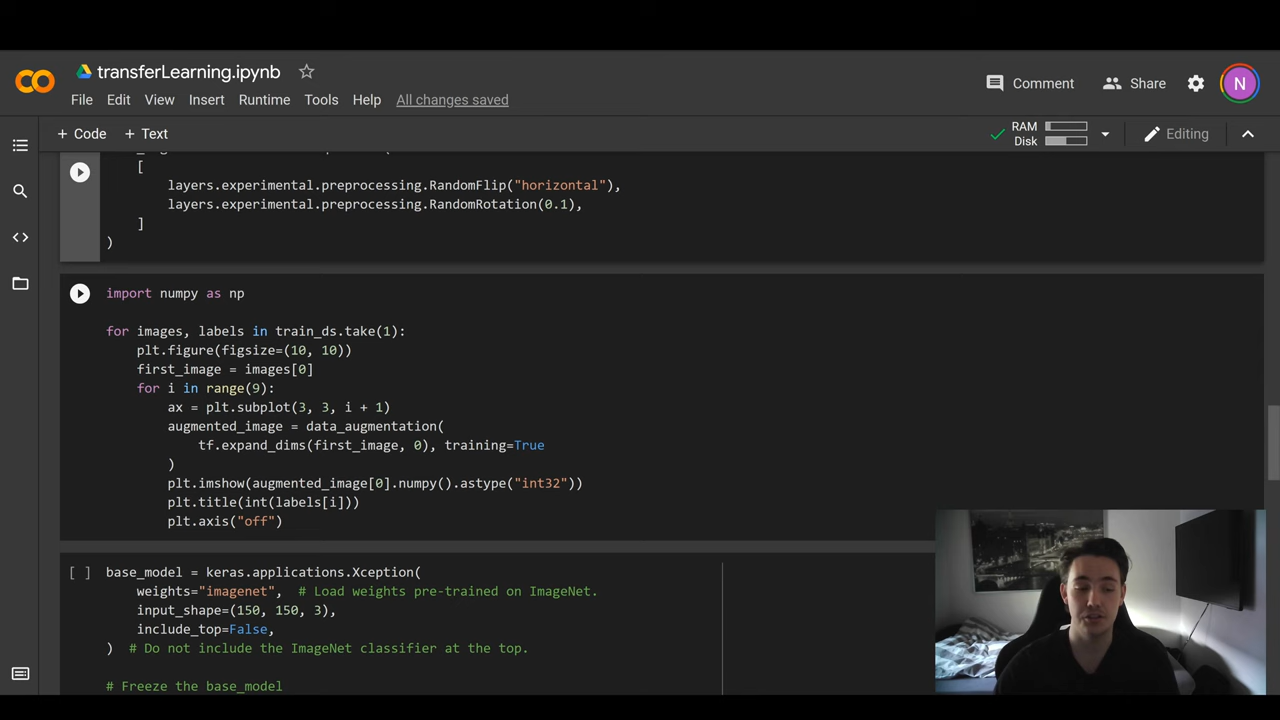 transferLearning.ipynb
File Edit View Insert Runtime Tools Help All changes saved
Comment Share N
+ Code + Text
RAM
Disk
Editing
[
layers.experimental.preprocessing.RandomFlip("horizontal"),
layers.experimental.preprocessing.RandomRotation(0.1),
]
)
import numpy as np
for images, labels in train_ds.take(1):
plt.figure(figsize=(10, 10))
first_image = images[0]
for i in range(9):
ax = plt.subplot(3, 3, i + 1)
augmented_image = data_augmentation(
tf.expand_dims(first_image, 0), training=True
)
plt.imshow(augmented_image[0].numpy().astype("int32"))
plt.title(int(labels[i]))
plt.axis("off")
[ ] base_model = keras.applications.Xception(
weights="imagenet",  # Load weights pre-trained on ImageNet.
input_shape=(150, 150, 3),
include_top=False,
)  # Do not include the ImageNet classifier at the top.
# Freeze the base_model